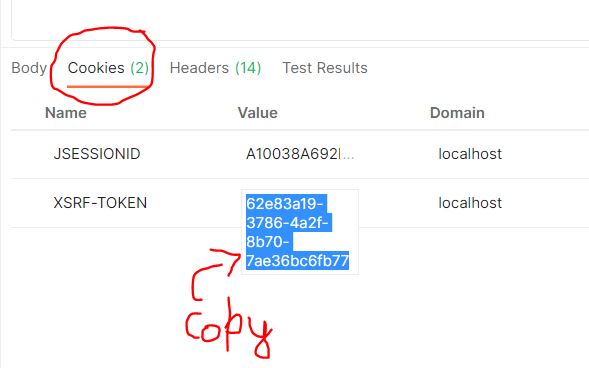 Body Cookies (2) Headers (14) Test Results
Name Value Domain
JSESSIONID A10038A692l... localhost
XSRF-TOKEN 62e83a19- localhost
3786-4a2f-
8b70-
7ae36bc6fb77
copy